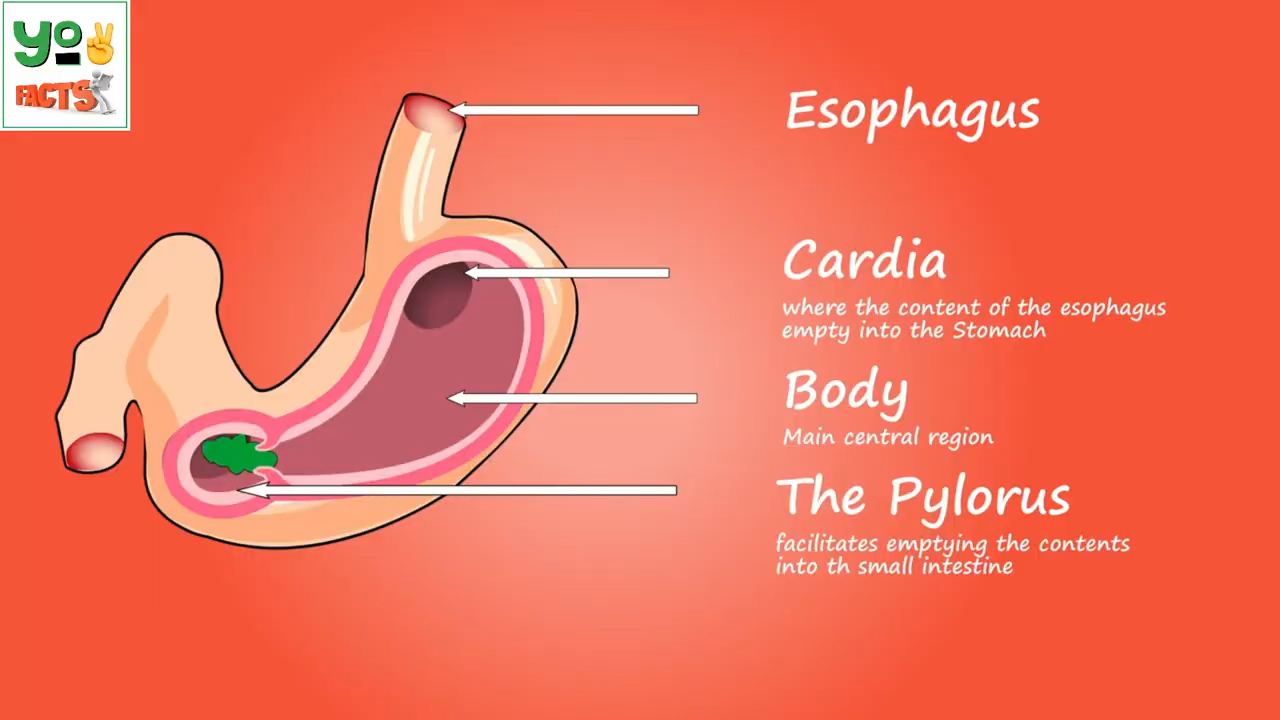 yo
FACTS
Esophagus
Cardia
where the content of the esophagus
empty into the Stomach
Body
Main central region
The Pylorus
facilitates emptying the contents
into th small intestine